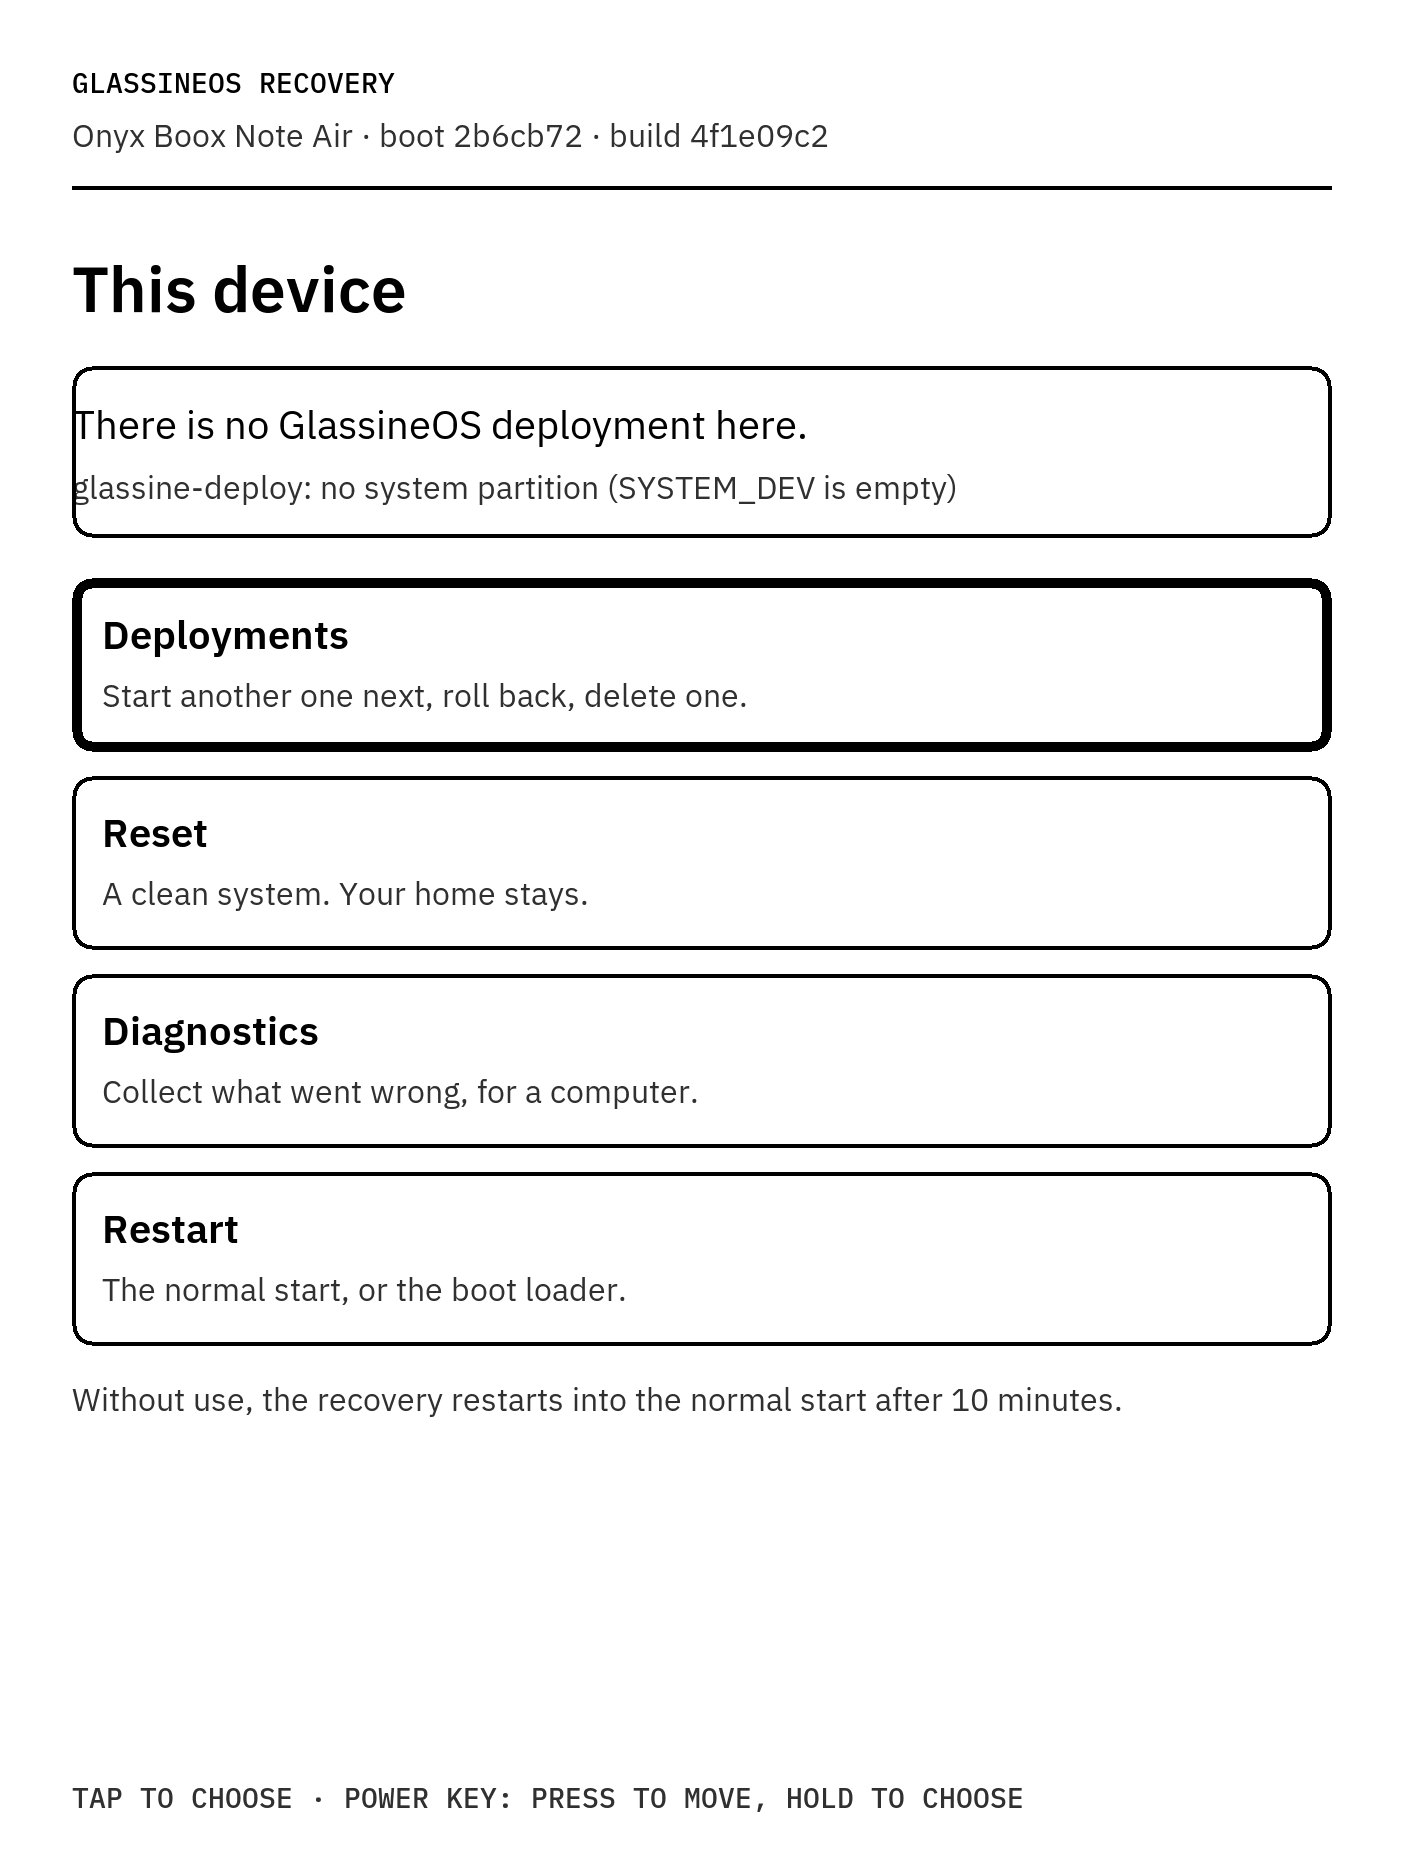 GLASSINEOS RECOVERY
Onyx Boox Note Air · boot 2b6cb72 · build 4f1e09c2
This device
There is no GlassineOS deployment here.
glassine-deploy: no system partition (SYSTEM_DEV is empty)
Deployments
Start another one next, roll back, delete one.
Reset
A clean system. Your home stays.
Diagnostics
Collect what went wrong, for a computer.
Restart
The normal start, or the boot loader.
Without use, the recovery restarts into the normal start after 10 minutes.
TAP TO CHOOSE · POWER KEY: PRESS TO MOVE, HOLD TO CHOOSE